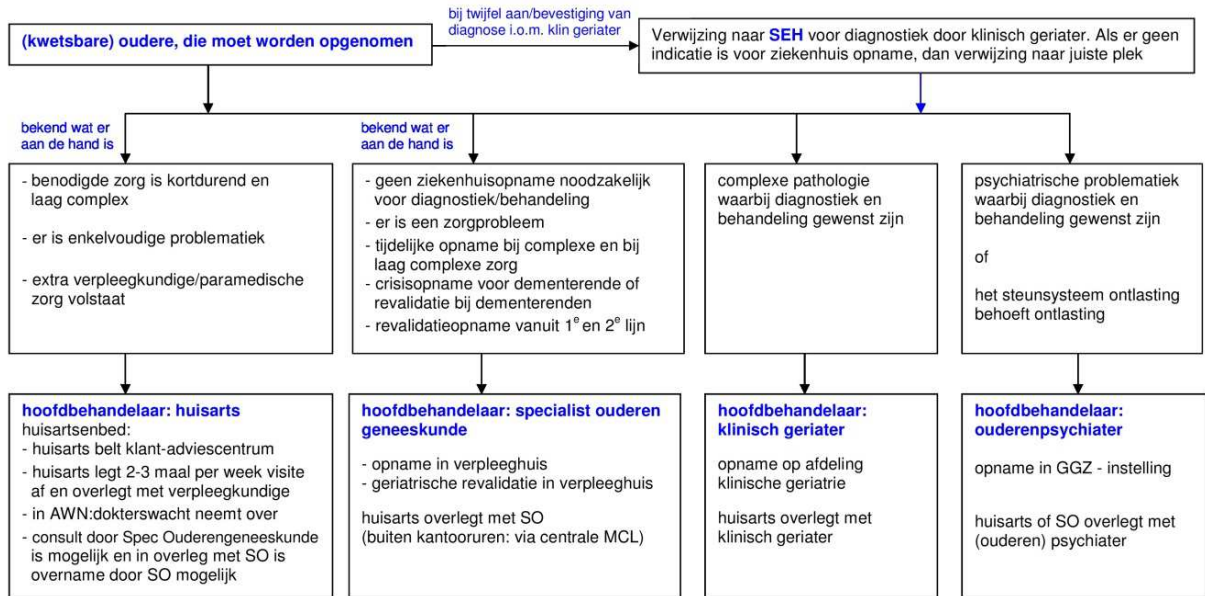 (kwetsbare) oudere, die moet worden opgenomen
bij twijfel aan/bevestiging van
diagnose i.o.m. klin geriater
Verwijzing naar SEH voor diagnostiek door klinisch geriater. Als er geen
indicatie is voor ziekenhuis opname, dan verwijzing naar juiste plek
bekend wat er
aan de hand is
- benodigde zorg is kortdurend en
laag complex
- er is enkelvoudige problematiek
- extra verpleegkundige/paramedische
zorg volstaat
bekend wat er
aan de hand is
- geen ziekenhuisopname noodzakelijk
voor diagnostiek/behandeling
- er is een zorgprobleem
- tijdelijke opname bij complexe en bij
laag complexe zorg
- crisisopname voor dementerende of
revalidatie bij dementerenden
- revalidatieopname vanuit 1e en 2e lijn
complexe pathologie
waarbij diagnostiek en
behandeling gewenst zijn
psychiatrische problematiek
waarbij diagnostiek en
behandeling gewenst zijn
of
het steunsysteem ontlasting
behoeft ontlasting
hoofdbehandelaar: huisarts
huisartsenbed:
- huisarts belt klant-adviescentrum
- huisarts legt 2-3 maal per week visite
af en overlegt met verpleegkundige
- in AWN:dokterswacht neemt over
- consult door Spec Ouderengeneeskunde
is mogelijk en in overleg met SO is
overname door SO mogelijk
hoofdbehandelaar: specialist ouderen
geneeskunde
- opname in verpleeghuis
- geriatrische revalidatie in verpleeghuis
huisarts overlegt met SO
(buiten kantooruren: via centrale MCL)
hoofdbehandelaar:
klinisch geriater
opname op afdeling
klinische geriatrie
huisarts overlegt met
klinisch geriater
hoofdbehandelaar:
ouderenpsychiater
opname in GGZ - instelling
huisarts of SO overlegt met
(ouderen) psychiater